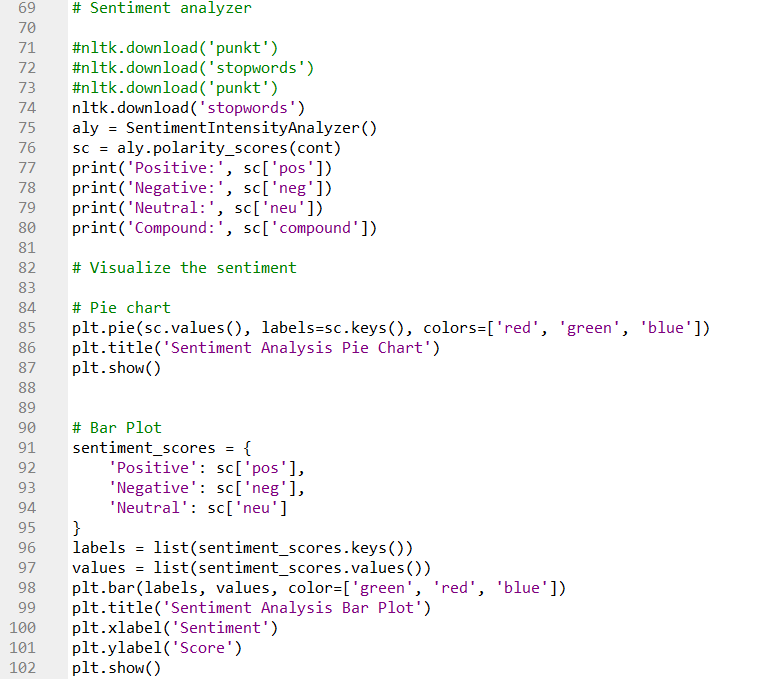 69 # Sentiment analyzer
70
71 #nltk.download('punkt')
72 #nltk.download('stopwords')
73 #nltk.download('punkt')
74 nltk.download('stopwords')
75 aly = SentimentIntensityAnalyzer()
76 sc = aly.polarity_scores(cont)
77 print('Positive:', sc['pos'])
78 print('Negative:', sc['neg'])
79 print('Neutral:', sc['neu'])
80 print('Compound:', sc['compound'])
81
82 # Visualize the sentiment
83
84 # Pie chart
85 plt.pie(sc.values(), labels=sc.keys(), colors=['red', 'green', 'blue'])
86 plt.title('Sentiment Analysis Pie Chart')
87 plt.show()
88
89
90 # Bar Plot
91 sentiment_scores = {
92     'Positive': sc['pos'],
93     'Negative': sc['neg'],
94     'Neutral': sc['neu']
95 }
96 labels = list(sentiment_scores.keys())
97 values = list(sentiment_scores.values())
98 plt.bar(labels, values, color=['green', 'red', 'blue'])
99 plt.title('Sentiment Analysis Bar Plot')
100 plt.xlabel('Sentiment')
101 plt.ylabel('Score')
102 plt.show()